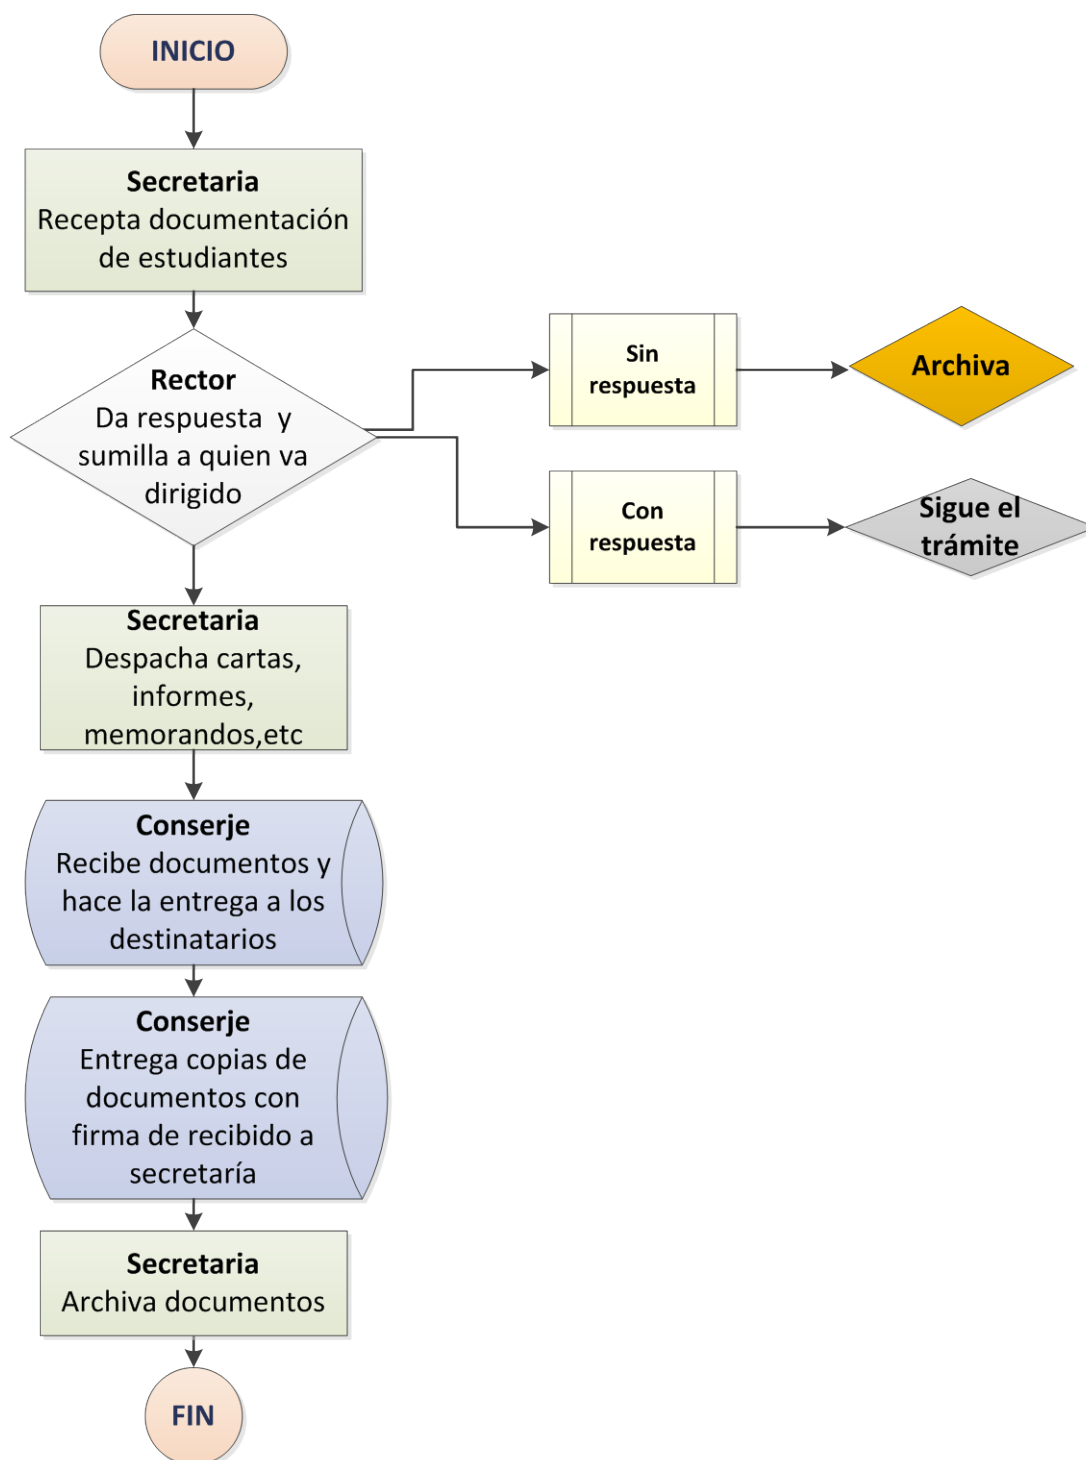 INICIO
Secretaria
Recepta documentación
de estudiantes
Rector
Da respuesta y
sumilla a quien va
dirigido
Sin
respuesta
Archiva
Con
respuesta
Sigue el
trámite
Secretaria
Despacha cartas,
informes,
memorandos,etc
Conserje
Recibe documentos y
hace la entrega a los
destinatarios
Conserje
Entrega copias de
documentos con
firma de recibido a
secretaría
Secretaria
Archiva documentos
FIN